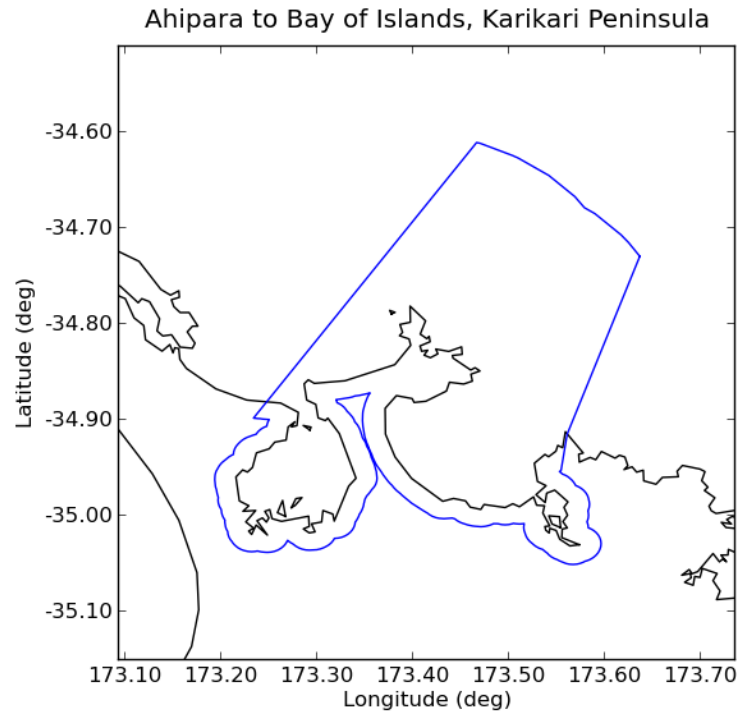 Ahipara to Bay of Islands, Karikari Peninsula
-34.60
-34.70
-34.80
-34.90
-35.00
-35.10
Latitude (deg)
173.10 173.20 173.30 173.40 173.50 173.60 173.70
Longitude (deg)